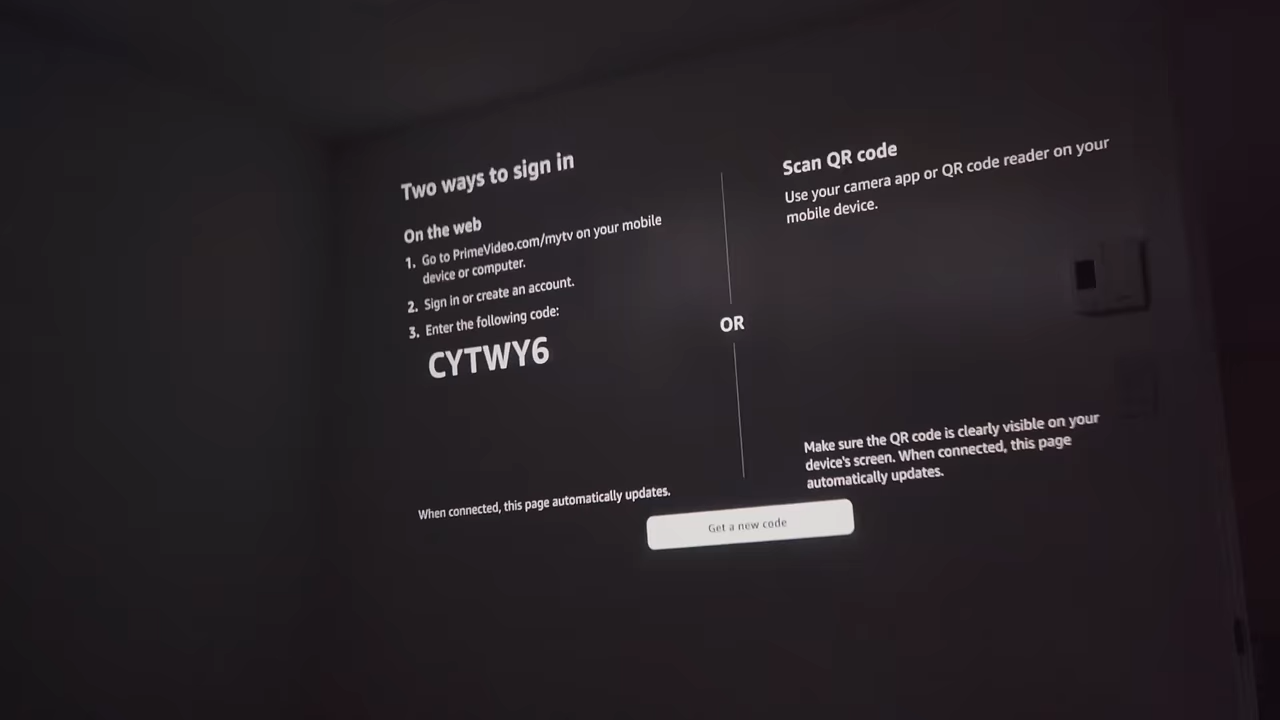 Two ways to sign in
On the web
1. Go to PrimeVideo.com/mytv on your mobile
device or computer.
2. Sign in or create an account.
3. Enter the following code:
CYTWY6
When connected, this page automatically updates.
OR
Scan QR code
Use your camera app or QR code reader on your
mobile device.
Make sure the QR code is clearly visible on your
device's screen. When connected, this page
automatically updates.
Get a new code